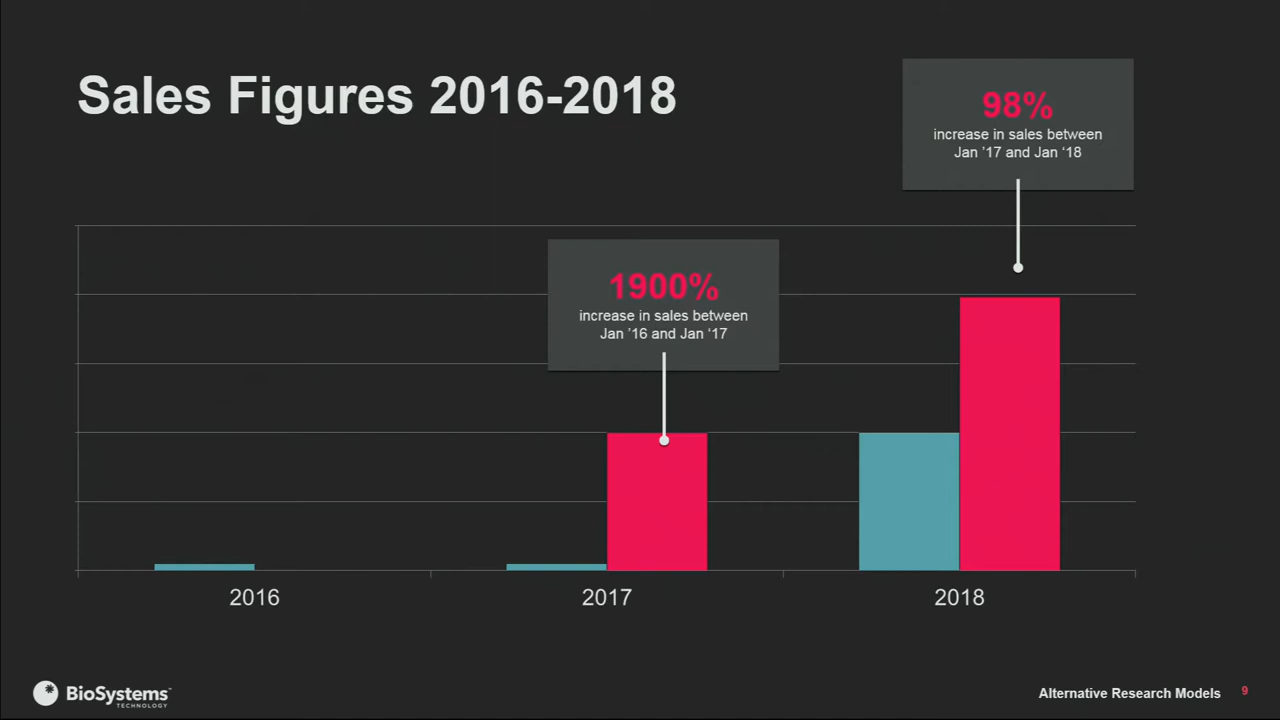 Sales Figures 2016-2018
98%
increase in sales between
Jan ’17 and Jan ‘18
1900%
increase in sales between
Jan ’16 and Jan ‘17
2016
2017
2018
BioSystems™
TECHNOLOGY
Alternative Research Models
9